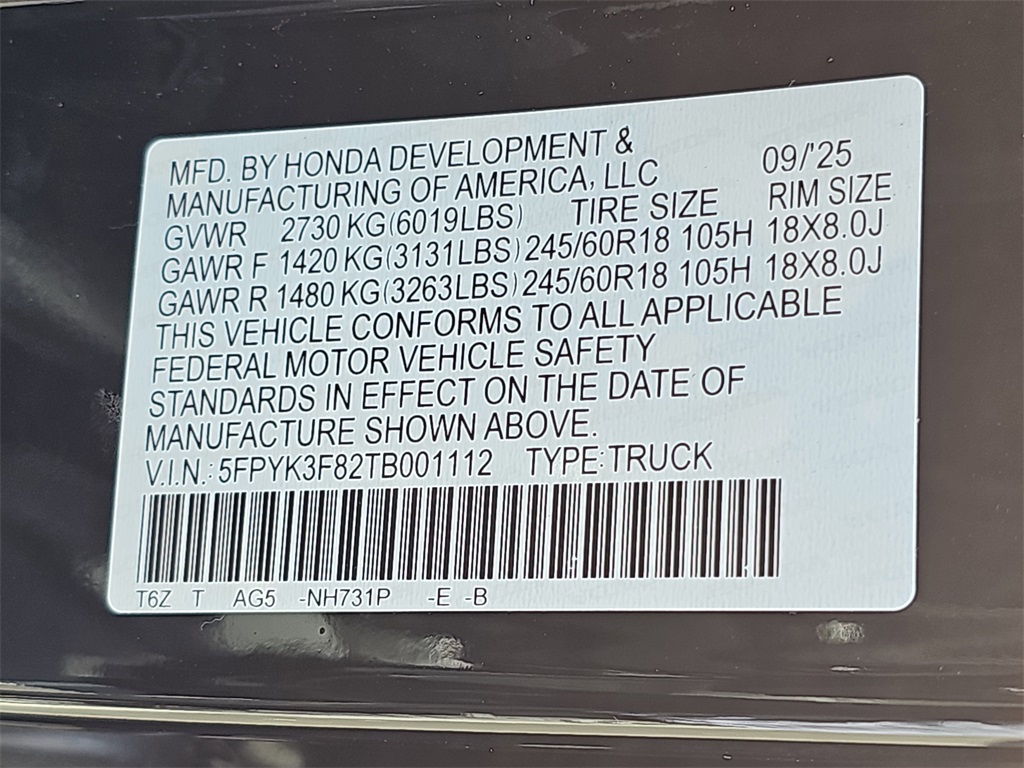 MFD. BY HONDA DEVELOPMENT &
MANUFACTURING OF AMERICA, LLC 09/'25
GVWR 2730 KG(6019LBS) TIRE SIZE RIM SIZE
GAWR F 1420 KG(3131LBS) 245/60R18 105H 18X8.0J
GAWR R 1480 KG(3263LBS) 245/60R18 105H 18X8.0J
THIS VEHICLE CONFORMS TO ALL APPLICABLE
FEDERAL MOTOR VEHICLE SAFETY
STANDARDS IN EFFECT ON THE DATE OF
MANUFACTURE SHOWN ABOVE.
V.I.N.: 5FPYK3F82TB001112 TYPE: TRUCK
T6Z T AG5 -NH731P -E -B